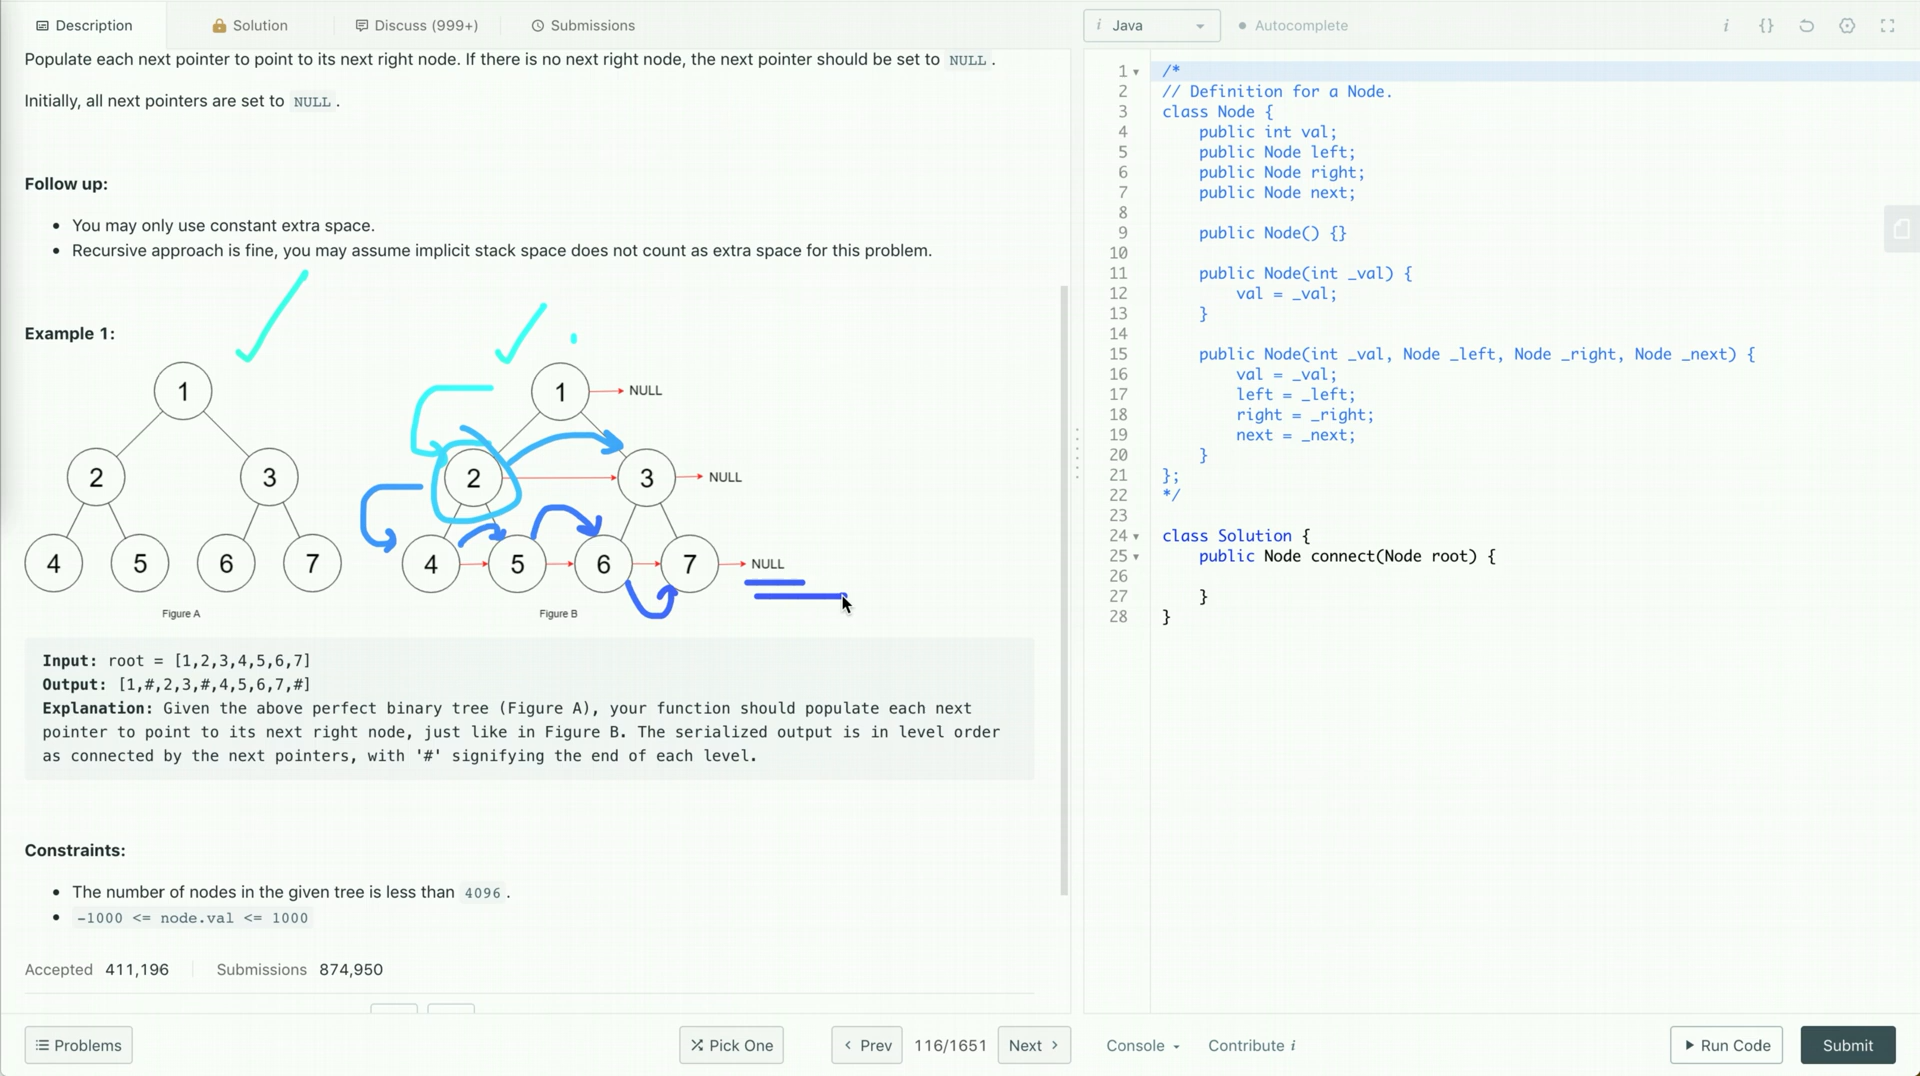 Description
Solution
Discuss (999+)
Submissions
i Java
Autocomplete
i {}
Populate each next pointer to point to its next right node. If there is no next right node, the next pointer should be set to NULL .
Initially, all next pointers are set to NULL .
Follow up:
• You may only use constant extra space.
• Recursive approach is fine, you may assume implicit stack space does not count as extra space for this problem.
Example 1:
1
2 3
4 5 6 7
Figure A
1 NULL
2 3 NULL
4 5 6 7 NULL
Figure B
Input: root = [1,2,3,4,5,6,7]
Output: [1,#,2,3,#,4,5,6,7,#]
Explanation: Given the above perfect binary tree (Figure A), your function should populate each next
pointer to point to its next right node, just like in Figure B. The serialized output is in level order
as connected by the next pointers, with '#' signifying the end of each level.
Constraints:
• The number of nodes in the given tree is less than 4096 .
• -1000 <= node.val <= 1000
Accepted 411,196 Submissions 874,950
1 /*
2 // Definition for a Node.
3 class Node {
4     public int val;
5     public Node left;
6     public Node right;
7     public Node next;
8
9     public Node() {}
10
11     public Node(int _val) {
12         val = _val;
13     }
14
15     public Node(int _val, Node _left, Node _right, Node _next) {
16         val = _val;
17         left = _left;
18         right = _right;
19         next = _next;
20     }
21 };
22 */
23
24 class Solution {
25     public Node connect(Node root) {
26
27     }
28 }
Problems
Pick One
Prev
116/1651
Next
Console
Contribute i
Run Code
Submit